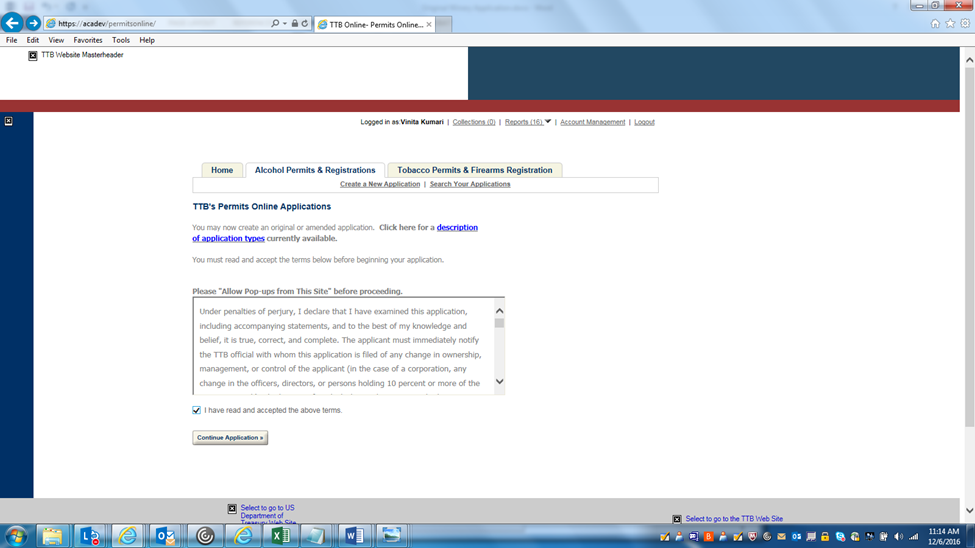 https://acadev/permitsonline/
TTB Online- Permits Online...
File Edit View Favorites Tools Help
TTB Website Masterheader
Logged in as:Vinita Kumari | Collections (0) | Reports (16) | Account Management | Logout
Home Alcohol Permits & Registrations Tobacco Permits & Firearms Registration
Create a New Application | Search Your Applications
TTB's Permits Online Applications
You may now create an original or amended application. Click here for a description
of application types currently available.
You must read and accept the terms below before beginning your application.
Please "Allow Pop-ups from This Site" before proceeding.
Under penalties of perjury, I declare that I have examined this application,
including accompanying statements, and to the best of my knowledge and
belief, it is true, correct, and complete. The applicant must immediately notify
the TTB official with whom this application is filed of any change in ownership,
management, or control of the applicant (in the case of a corporation, any
change in the officers, directors, or persons holding 10 percent or more of the
I have read and accepted the above terms.
Continue Application »
Select to go to US
Department of
Treasury Web Site
Select to go to the TTB Web Site
11:14 AM
12/6/2016